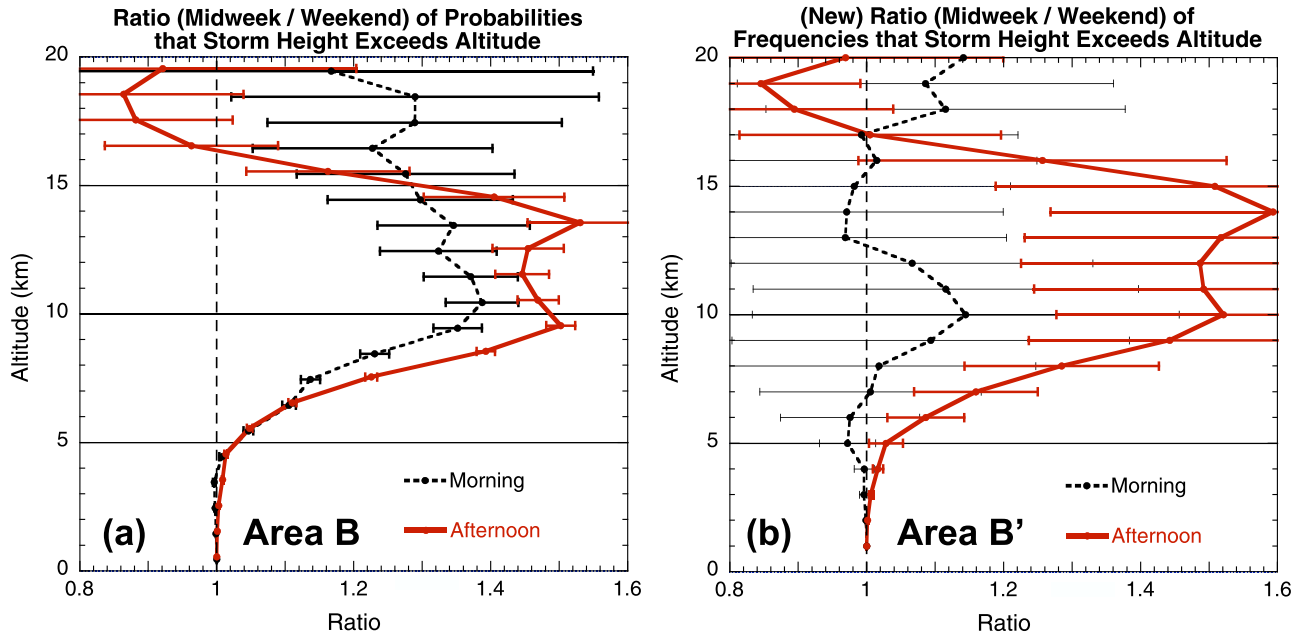 Ratio (Midweek / Weekend) of Probabilities
that Storm Height Exceeds Altitude
20
15
10
5
0
Altitude (km)
0.8 1 1.2 1.4 1.6
Ratio
Morning
Afternoon
(a) Area B
(New) Ratio (Midweek / Weekend) of
Frequencies that Storm Height Exceeds Altitude
20
15
10
5
0
Altitude (km)
0.8 1 1.2 1.4 1.6
Ratio
Morning
Afternoon
(b) Area B’